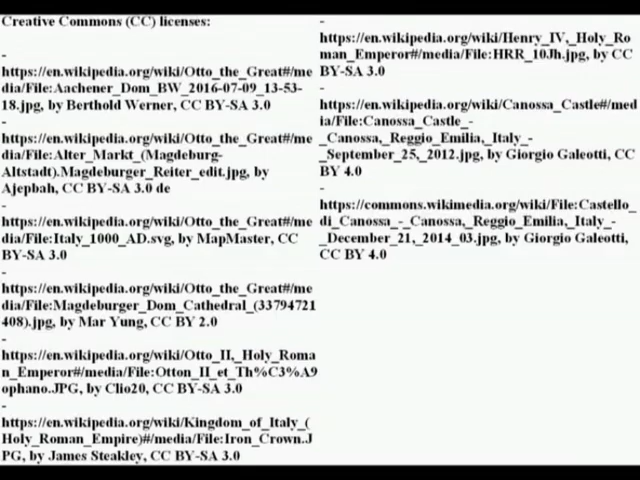 Creative Commons (CC) licenses:
-
https://en.wikipedia.org/wiki/Otto_the_Great#/me
dia/File:Aachener_Dom_BW_2016-07-09_13-53-
18.jpg, by Berthold Werner, CC BY-SA 3.0
-
https://en.wikipedia.org/wiki/Otto_the_Great#/me
dia/File:Alter_Markt_(Magdeburg-
Altstadt).Magdeburger_Reiter_edit.jpg, by
Ajepbah, CC BY-SA 3.0 de
-
https://en.wikipedia.org/wiki/Otto_the_Great#/me
dia/File:Italy_1000_AD.svg, by MapMaster, CC
BY-SA 3.0
-
https://en.wikipedia.org/wiki/Otto_the_Great#/me
dia/File:Magdeburger_Dom_Cathedral_(33794721
408).jpg, by Mar Yung, CC BY 2.0
-
https://en.wikipedia.org/wiki/Otto_II,_Holy_Roma
n_Emperor#/media/File:Otton_II_et_Th%C3%A9
ophano.JPG, by Clio20, CC BY-SA 3.0
-
https://en.wikipedia.org/wiki/Kingdom_of_Italy_(
Holy_Roman_Empire)#/media/File:Iron_Crown.J
PG, by James Steakley, CC BY-SA 3.0
-
https://en.wikipedia.org/wiki/Henry_IV,_Holy_Ro
man_Emperor#/media/File:HRR_10Jh.jpg, by CC
BY-SA 3.0
-
https://en.wikipedia.org/wiki/Canossa_Castle#/med
ia/File:Canossa_Castle_-
_Canossa,_Reggio_Emilia,_Italy_-
_September_25,_2012.jpg, by Giorgio Galeotti, CC
BY 4.0
-
https://commons.wikimedia.org/wiki/File:Castello_
di_Canossa_-_Canossa,_Reggio_Emilia,_Italy_-
_December_21,_2014_03.jpg, by Giorgio Galeotti,
CC BY 4.0